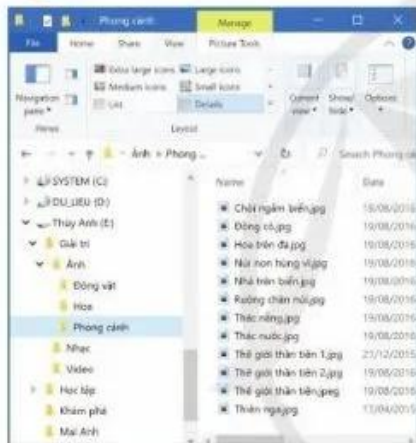 Phong cảnh
Manage
File
Home
Share
View
Picture Tools
Navigation pane
Extra large icons
Large icons
Medium icons
Small icons
List
Details
Current view
Show/ hide
Options
Panes
Layout
Ảnh
Phong...
Search Phong cả
SYSTEM (C:)
DU_LIEU (D:)
Thùy Anh (E:)
Giải trí
Ảnh
Động vật
Hoa
Phong cảnh
Nhạc
Video
Học tập
Khám phá
Mai Anh
Name
Date
Chồi ngầm biển.jpg 18/08/2016
Đồng cỏ.jpg 19/08/2016
Hoa trên đá.jpg 19/08/2016
Núi non hùng vĩ.jpg 19/08/2016
Nhà trên biển.jpg 19/08/2016
Ruộng chân núi.jpg 19/08/2016
Thác nắng.jpg 19/08/2016
Thác nước.jpg 19/08/2016
Thế giới thần tiên 1.jpg 21/12/2015
Thế giới thần tiên 2.jpg 19/08/2016
Thế giới thần tiên.jpeg 19/08/2016
Thiên nga.jpg 17/04/2015